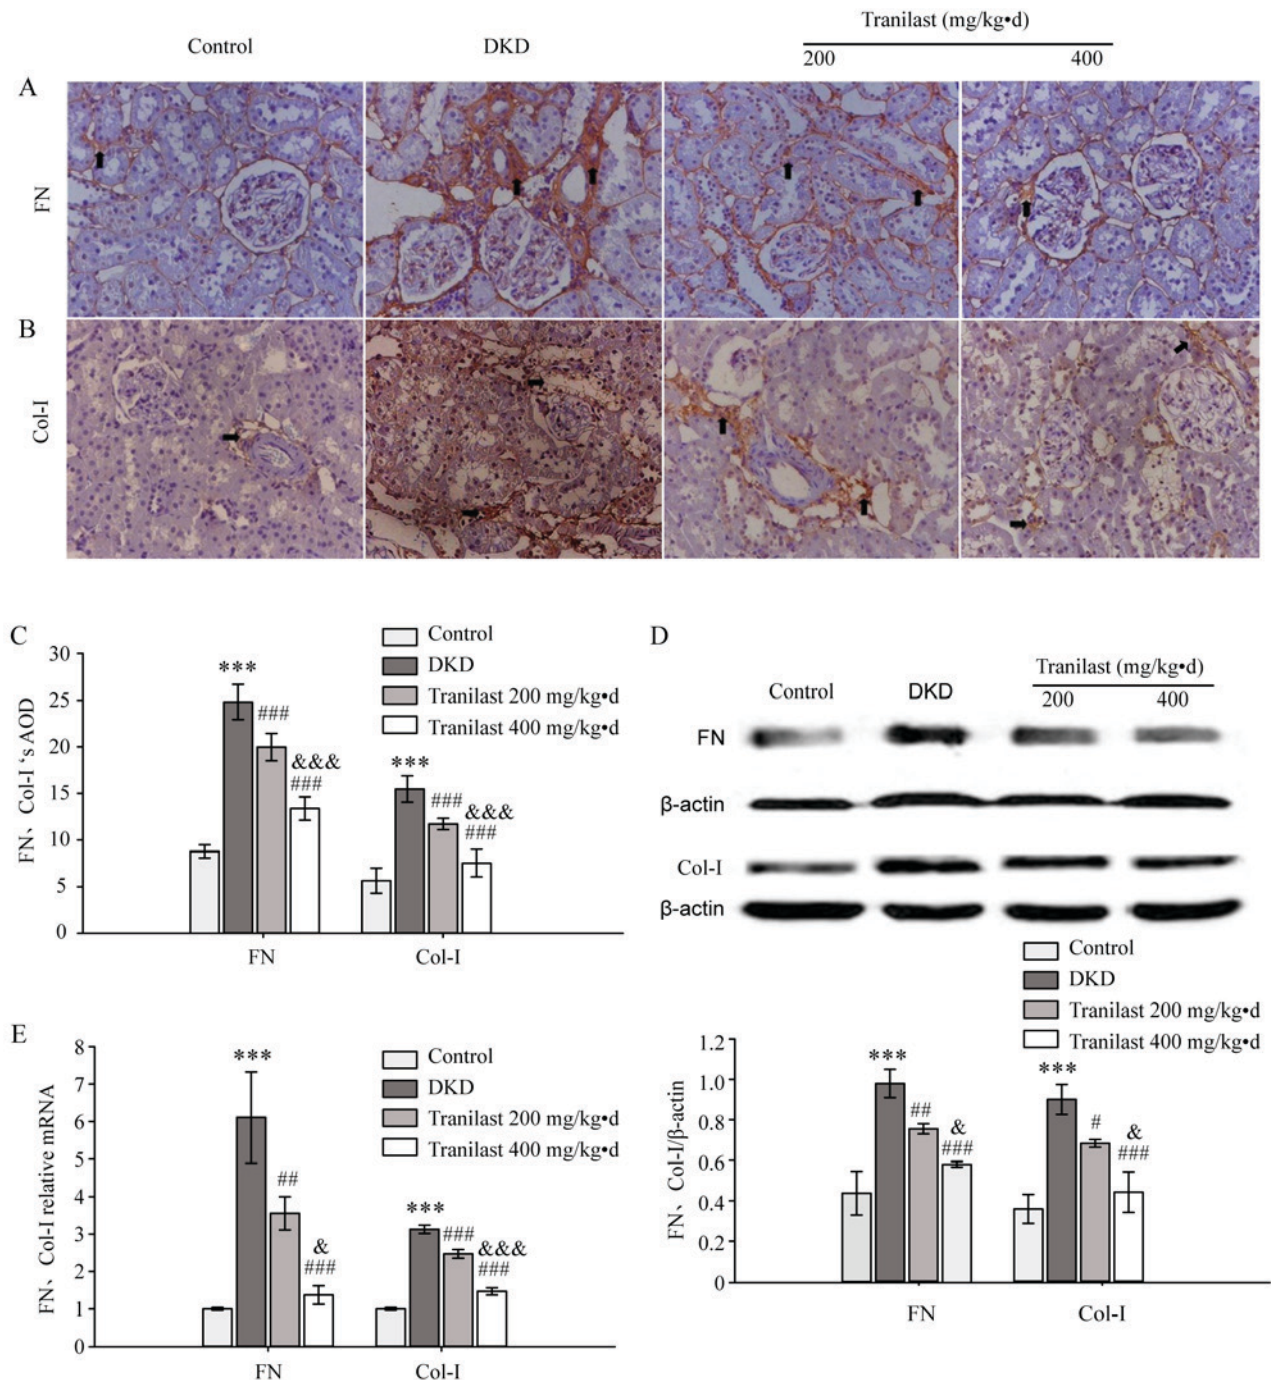 Tranilast (mg/kg•d)
Control DKD 200 400
A
FN
B
Col-I
C
Control
DKD
Tranilast 200 mg/kg•d
Tranilast 400 mg/kg•d
FN、Col-I ‘s AOD
30
25
20
15
10
5
0
***
###
&&&
###
***
###
&&&
###
FN Col-I
D
Tranilast (mg/kg•d)
Control DKD 200 400
FN
β-actin
Col-I
β-actin
Control
DKD
Tranilast 200 mg/kg•d
Tranilast 400 mg/kg•d
FN、Col-I/β-actin
1.2
1.0
0.8
0.6
0.4
0.2
0
***
##
&
###
***
#
&
###
FN Col-I
E
Control
DKD
Tranilast 200 mg/kg•d
Tranilast 400 mg/kg•d
FN、Col-I relative mRNA
8
7
6
5
4
3
2
1
0
***
##
&
###
***
###
&&&
###
FN Col-I